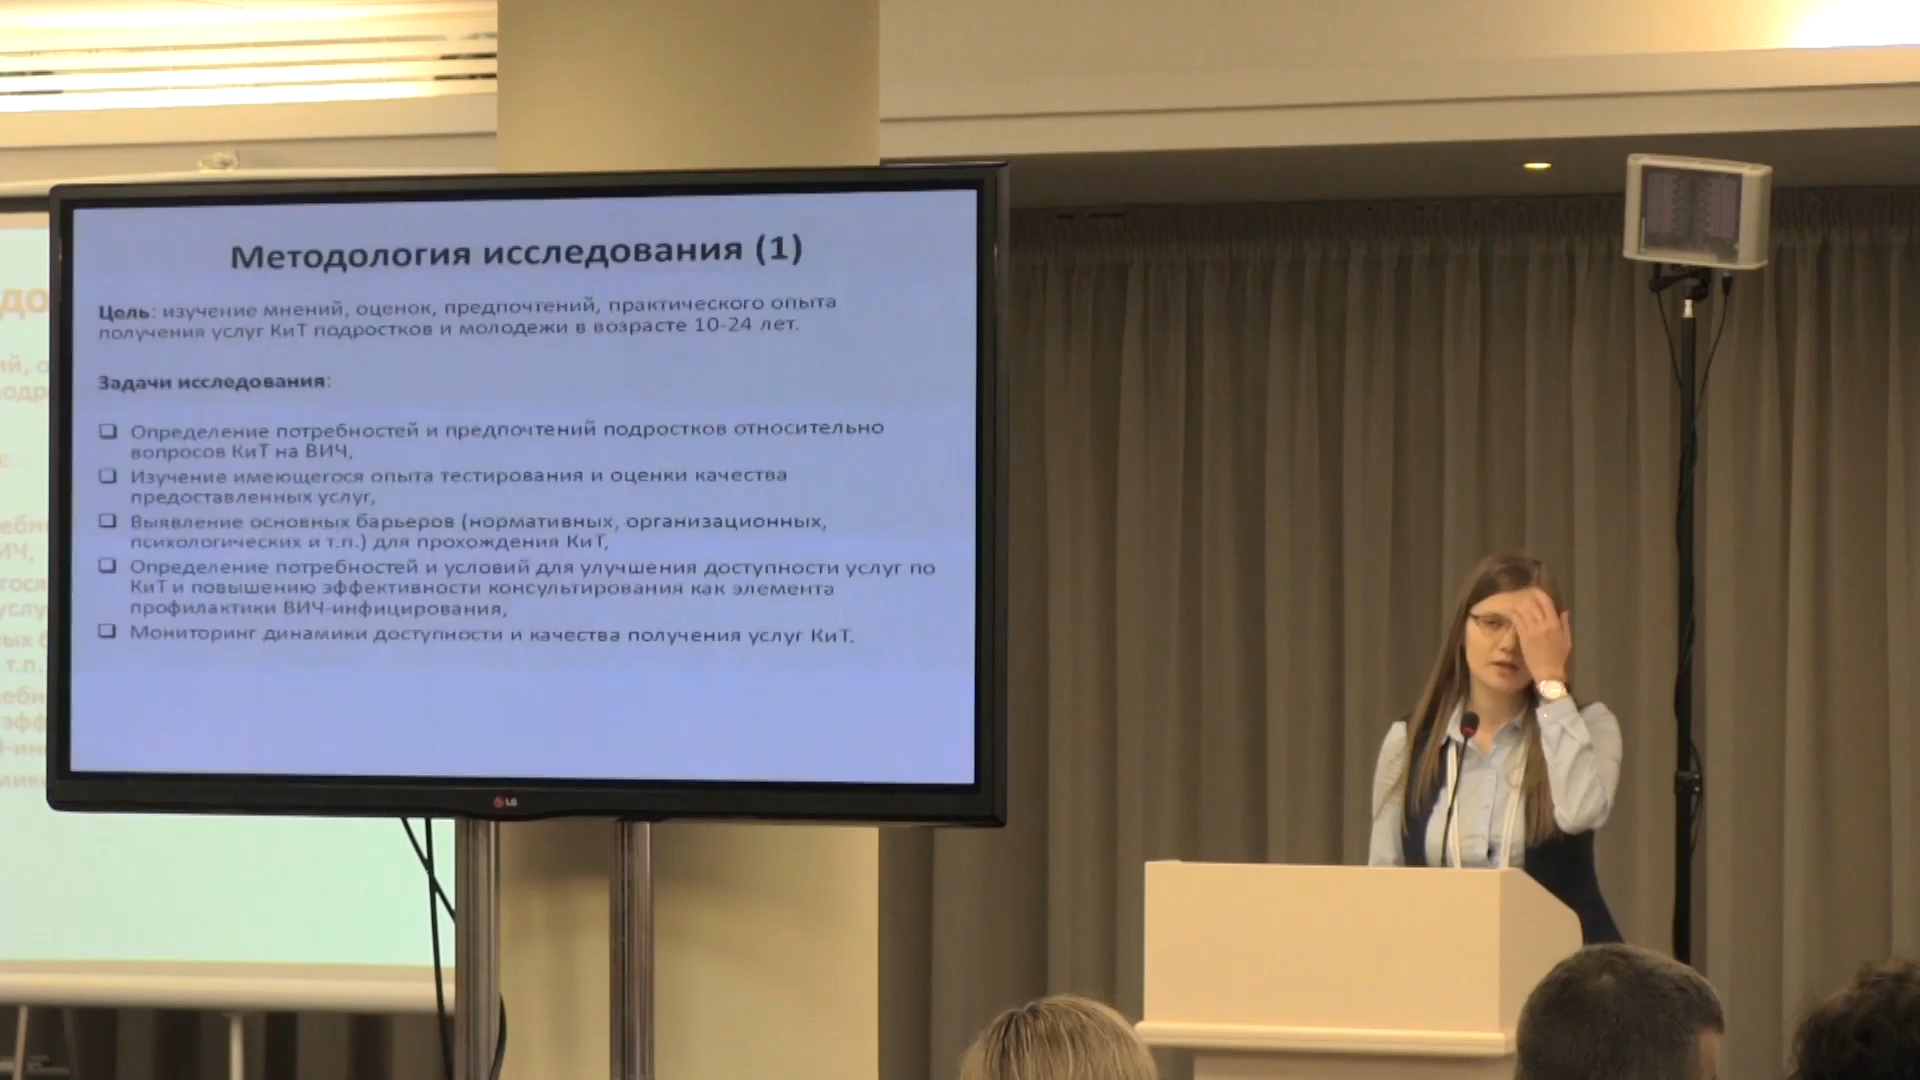 Методология исследования (1)
Цель: изучение мнений, оценок, предпочтений, практического опыта
получения услуг КиТ подростков и молодежи в возрасте 10-24 лет.
Задачи исследования:
Определение потребностей и предпочтений подростков относительно
вопросов КиТ на ВИЧ,
Изучение имеющегося опыта тестирования и оценки качества
предоставленных услуг,
Выявление основных барьеров (нормативных, организационных,
психологических и т.п.) для прохождения КиТ,
Определение потребностей и условий для улучшения доступности услуг по
КиТ и повышению эффективности консультирования как элемента
профилактики ВИЧ-инфицирования,
Мониторинг динамики доступности и качества получения услуг КиТ.
LG